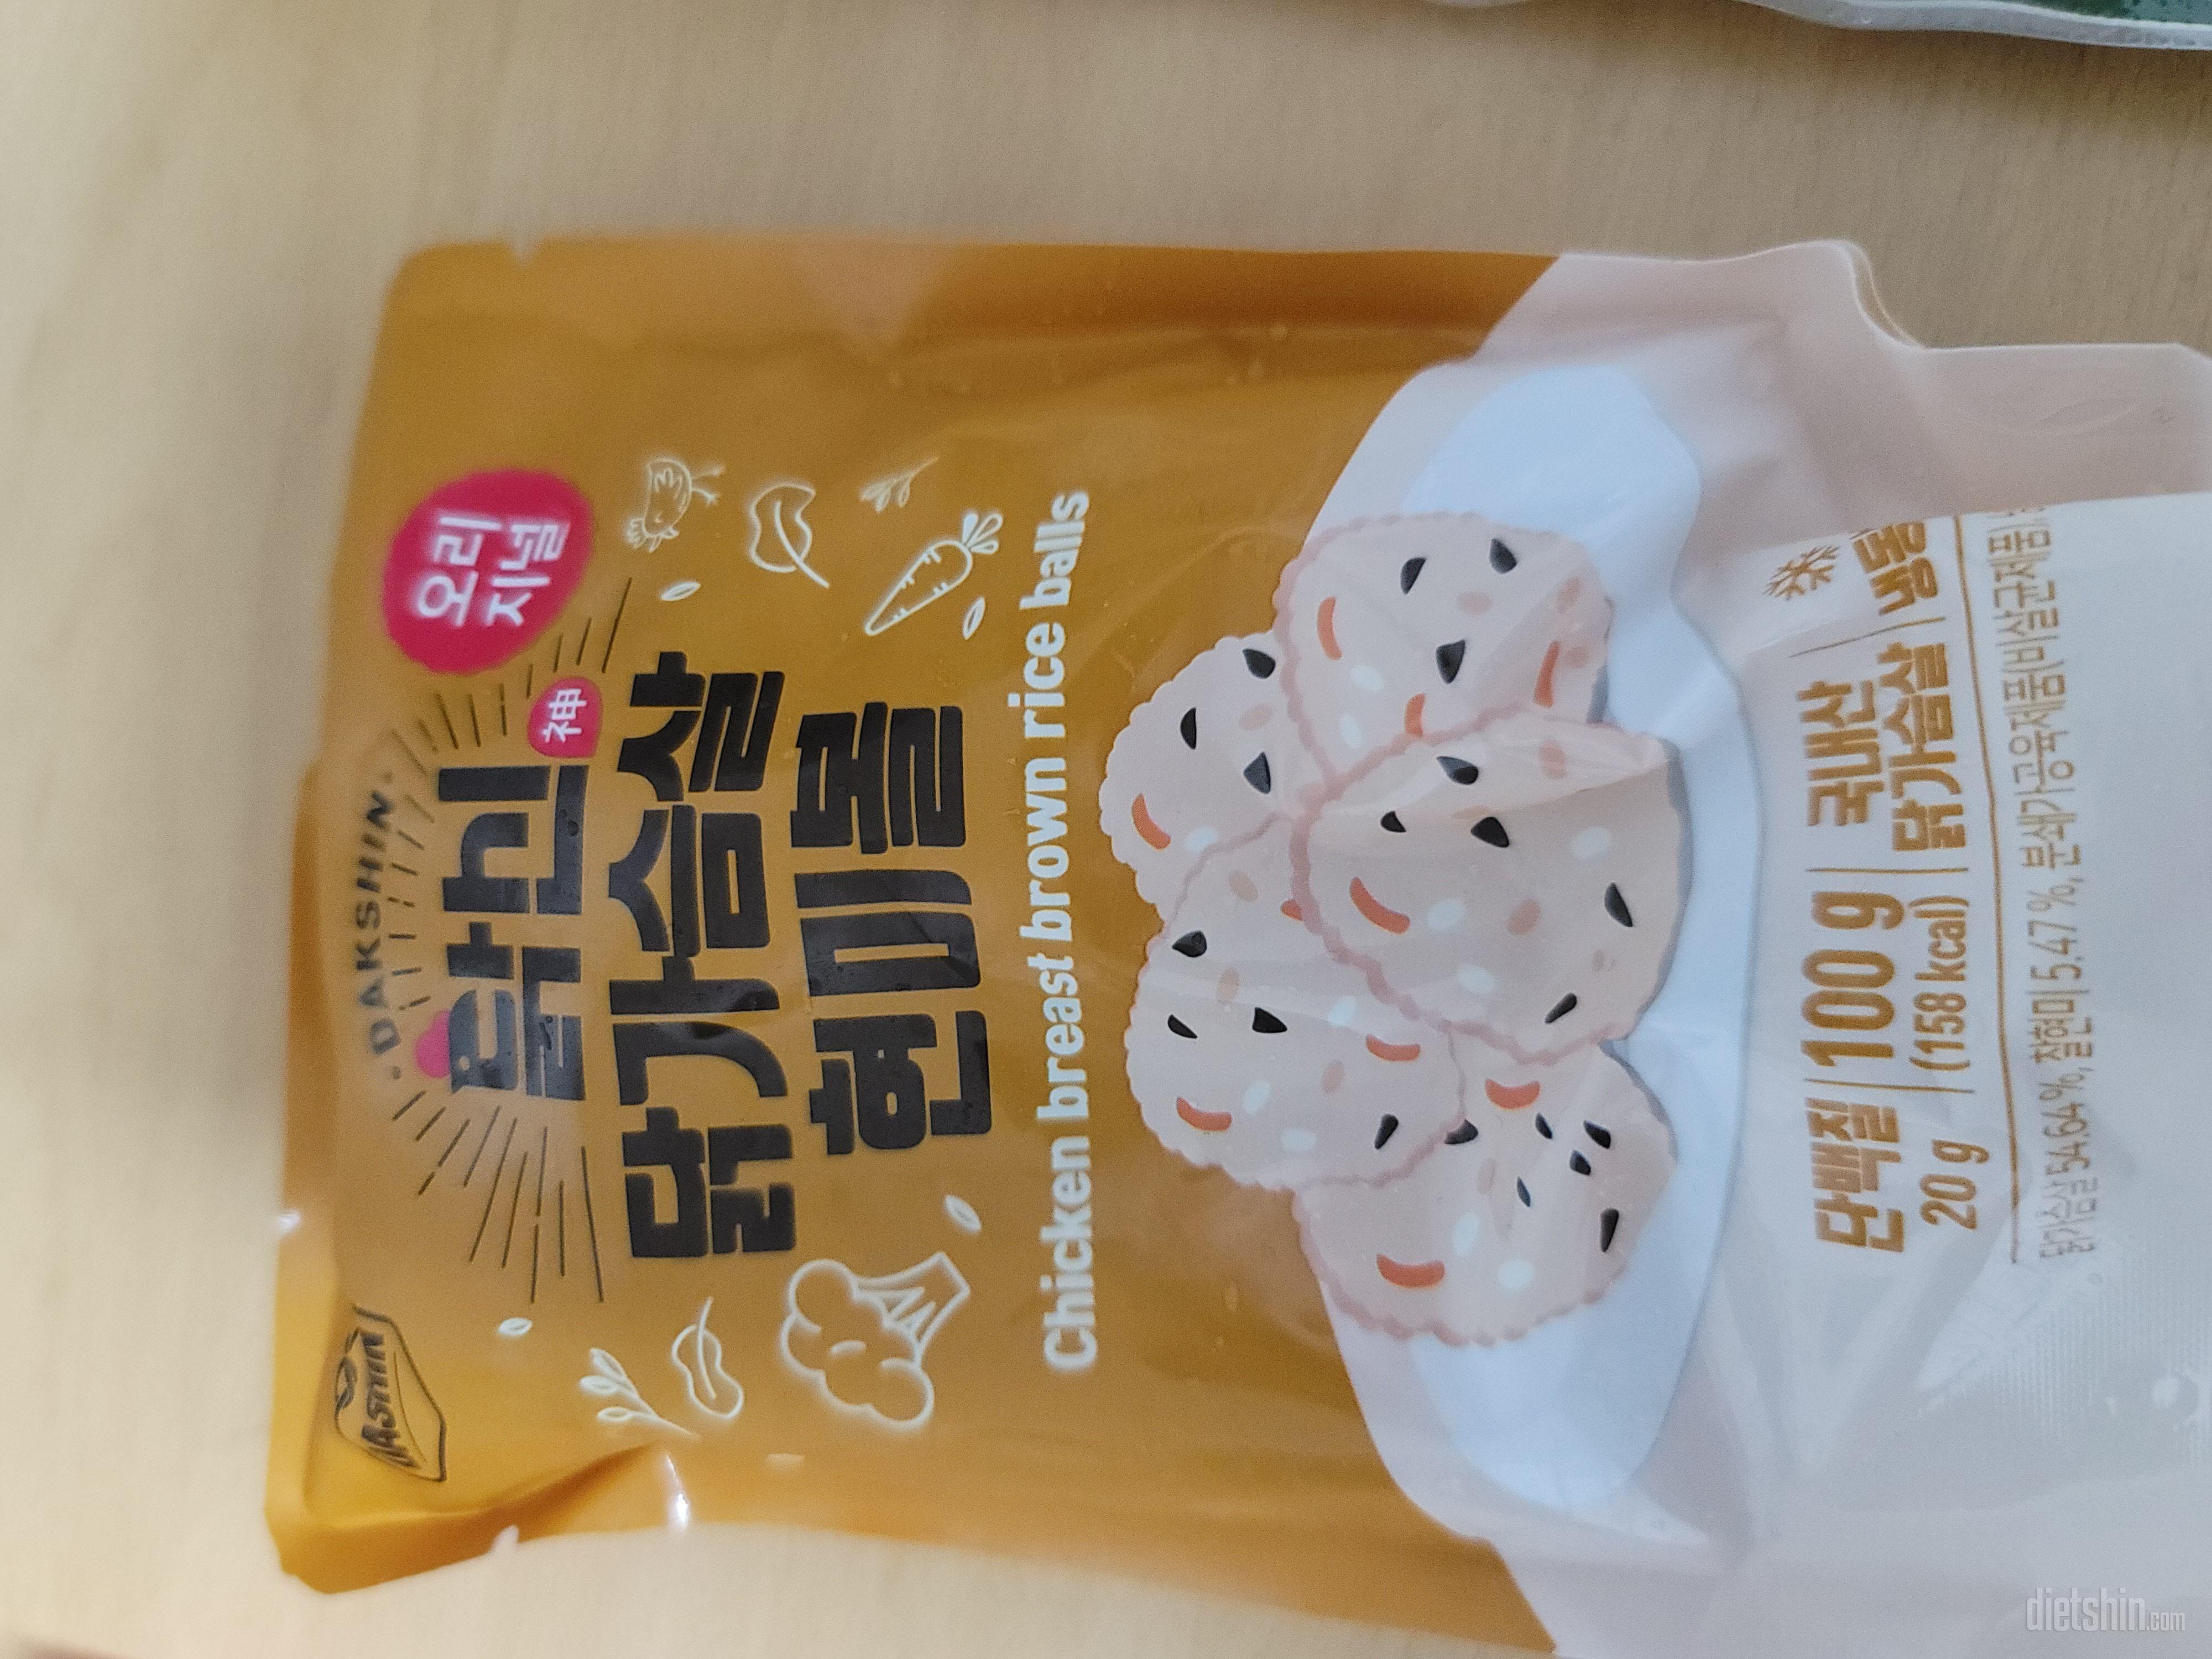 TASTTIN
• DAKSHIN •
오리
지널
닭신 神
닭가슴살
현미볼
Chicken breast brown rice balls
단백질
20 g
100 g
(158 kcal)
국내산
닭가슴살
냉동
닭가슴살 54.64 %, 찰현미 5.47 %, 분쇄가공육제품(비살균제품)
dietshin.com